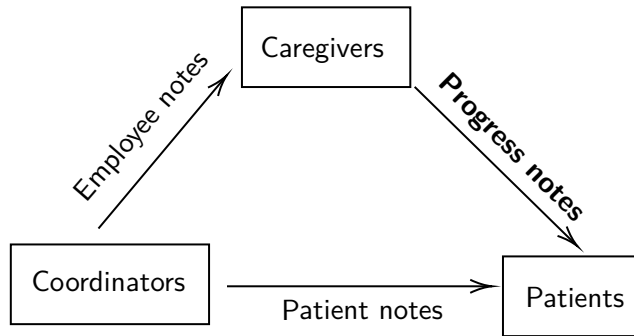 Caregivers
Employee notes
Progress notes
Coordinators
Patient notes
Patients